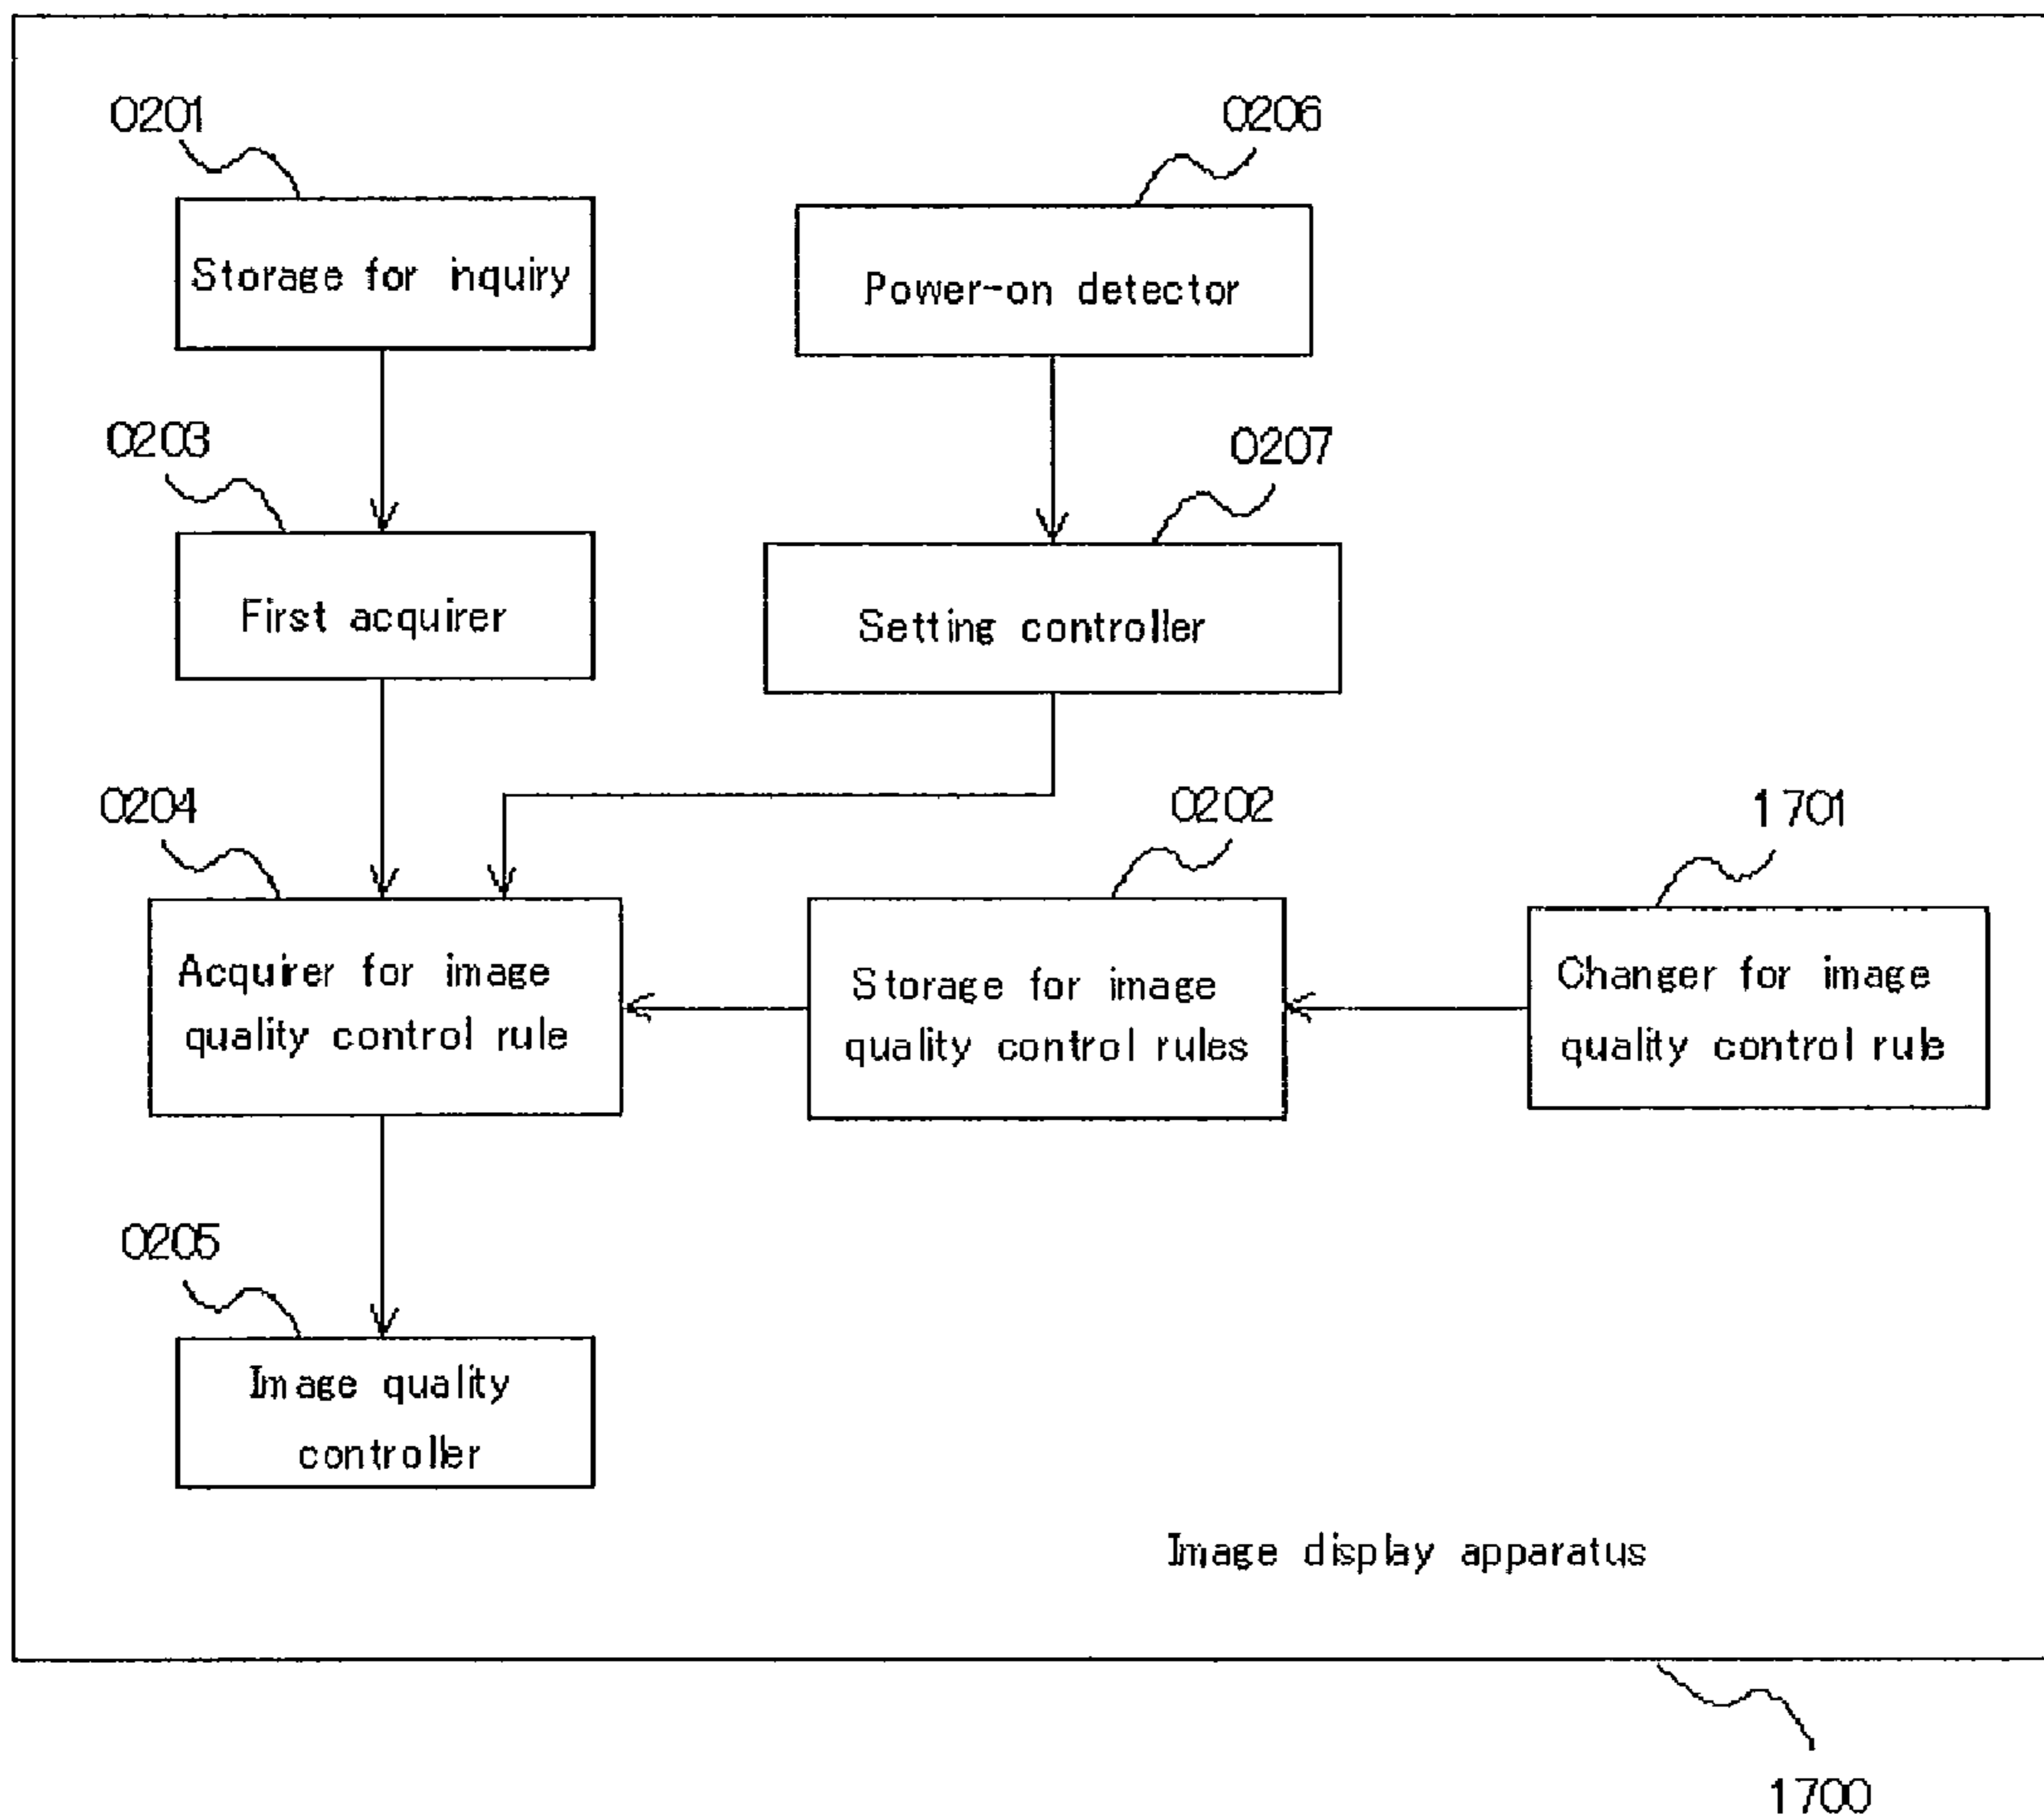 0201
0206
Storage for inquiry
Power-on detector
0203
0207
First acquirer
Setting controller
0204
0202
1701
Acquirer for image
quality control rule
Storage for image
quality control rules
Changer for image
quality control rule
0205
Image quality
controller
Image display apparatus
1700